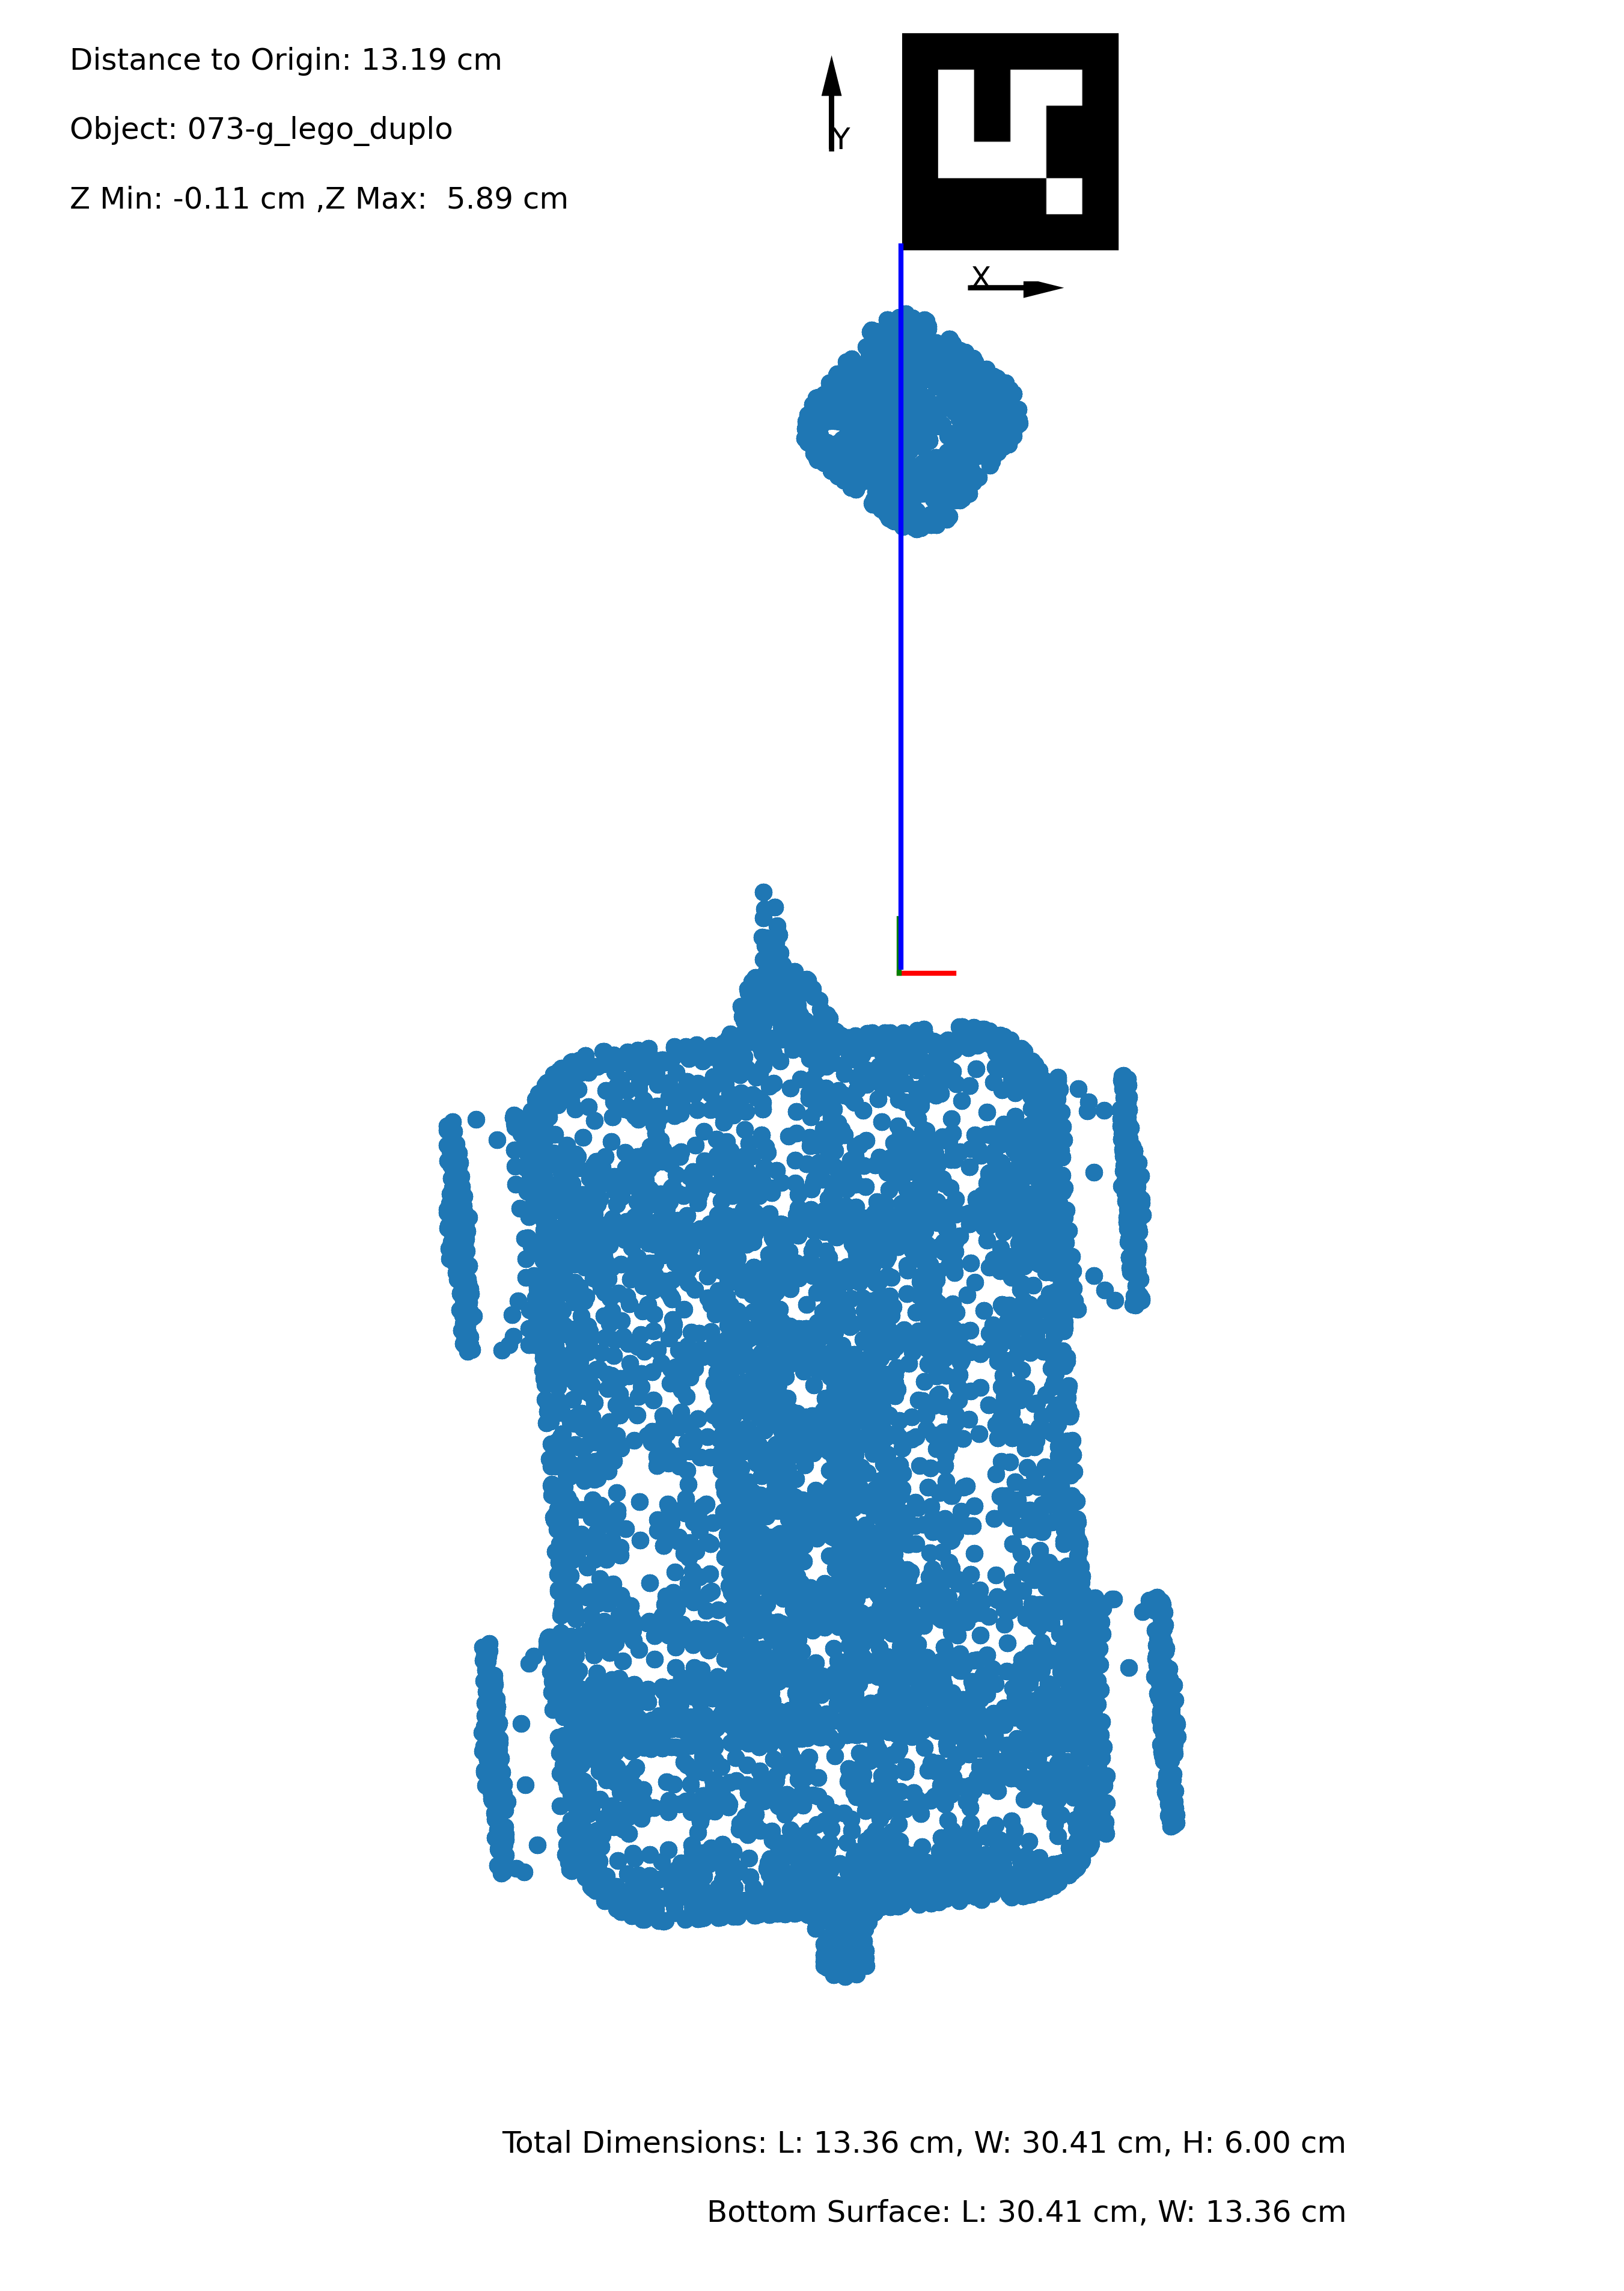 Distance to Origin: 13.19 cm
Object: 073-g_lego_duplo
Z Min: -0.11 cm ,Z Max:  5.89 cm
Y
X
Total Dimensions: L: 13.36 cm, W: 30.41 cm, H: 6.00 cm
Bottom Surface: L: 30.41 cm, W: 13.36 cm